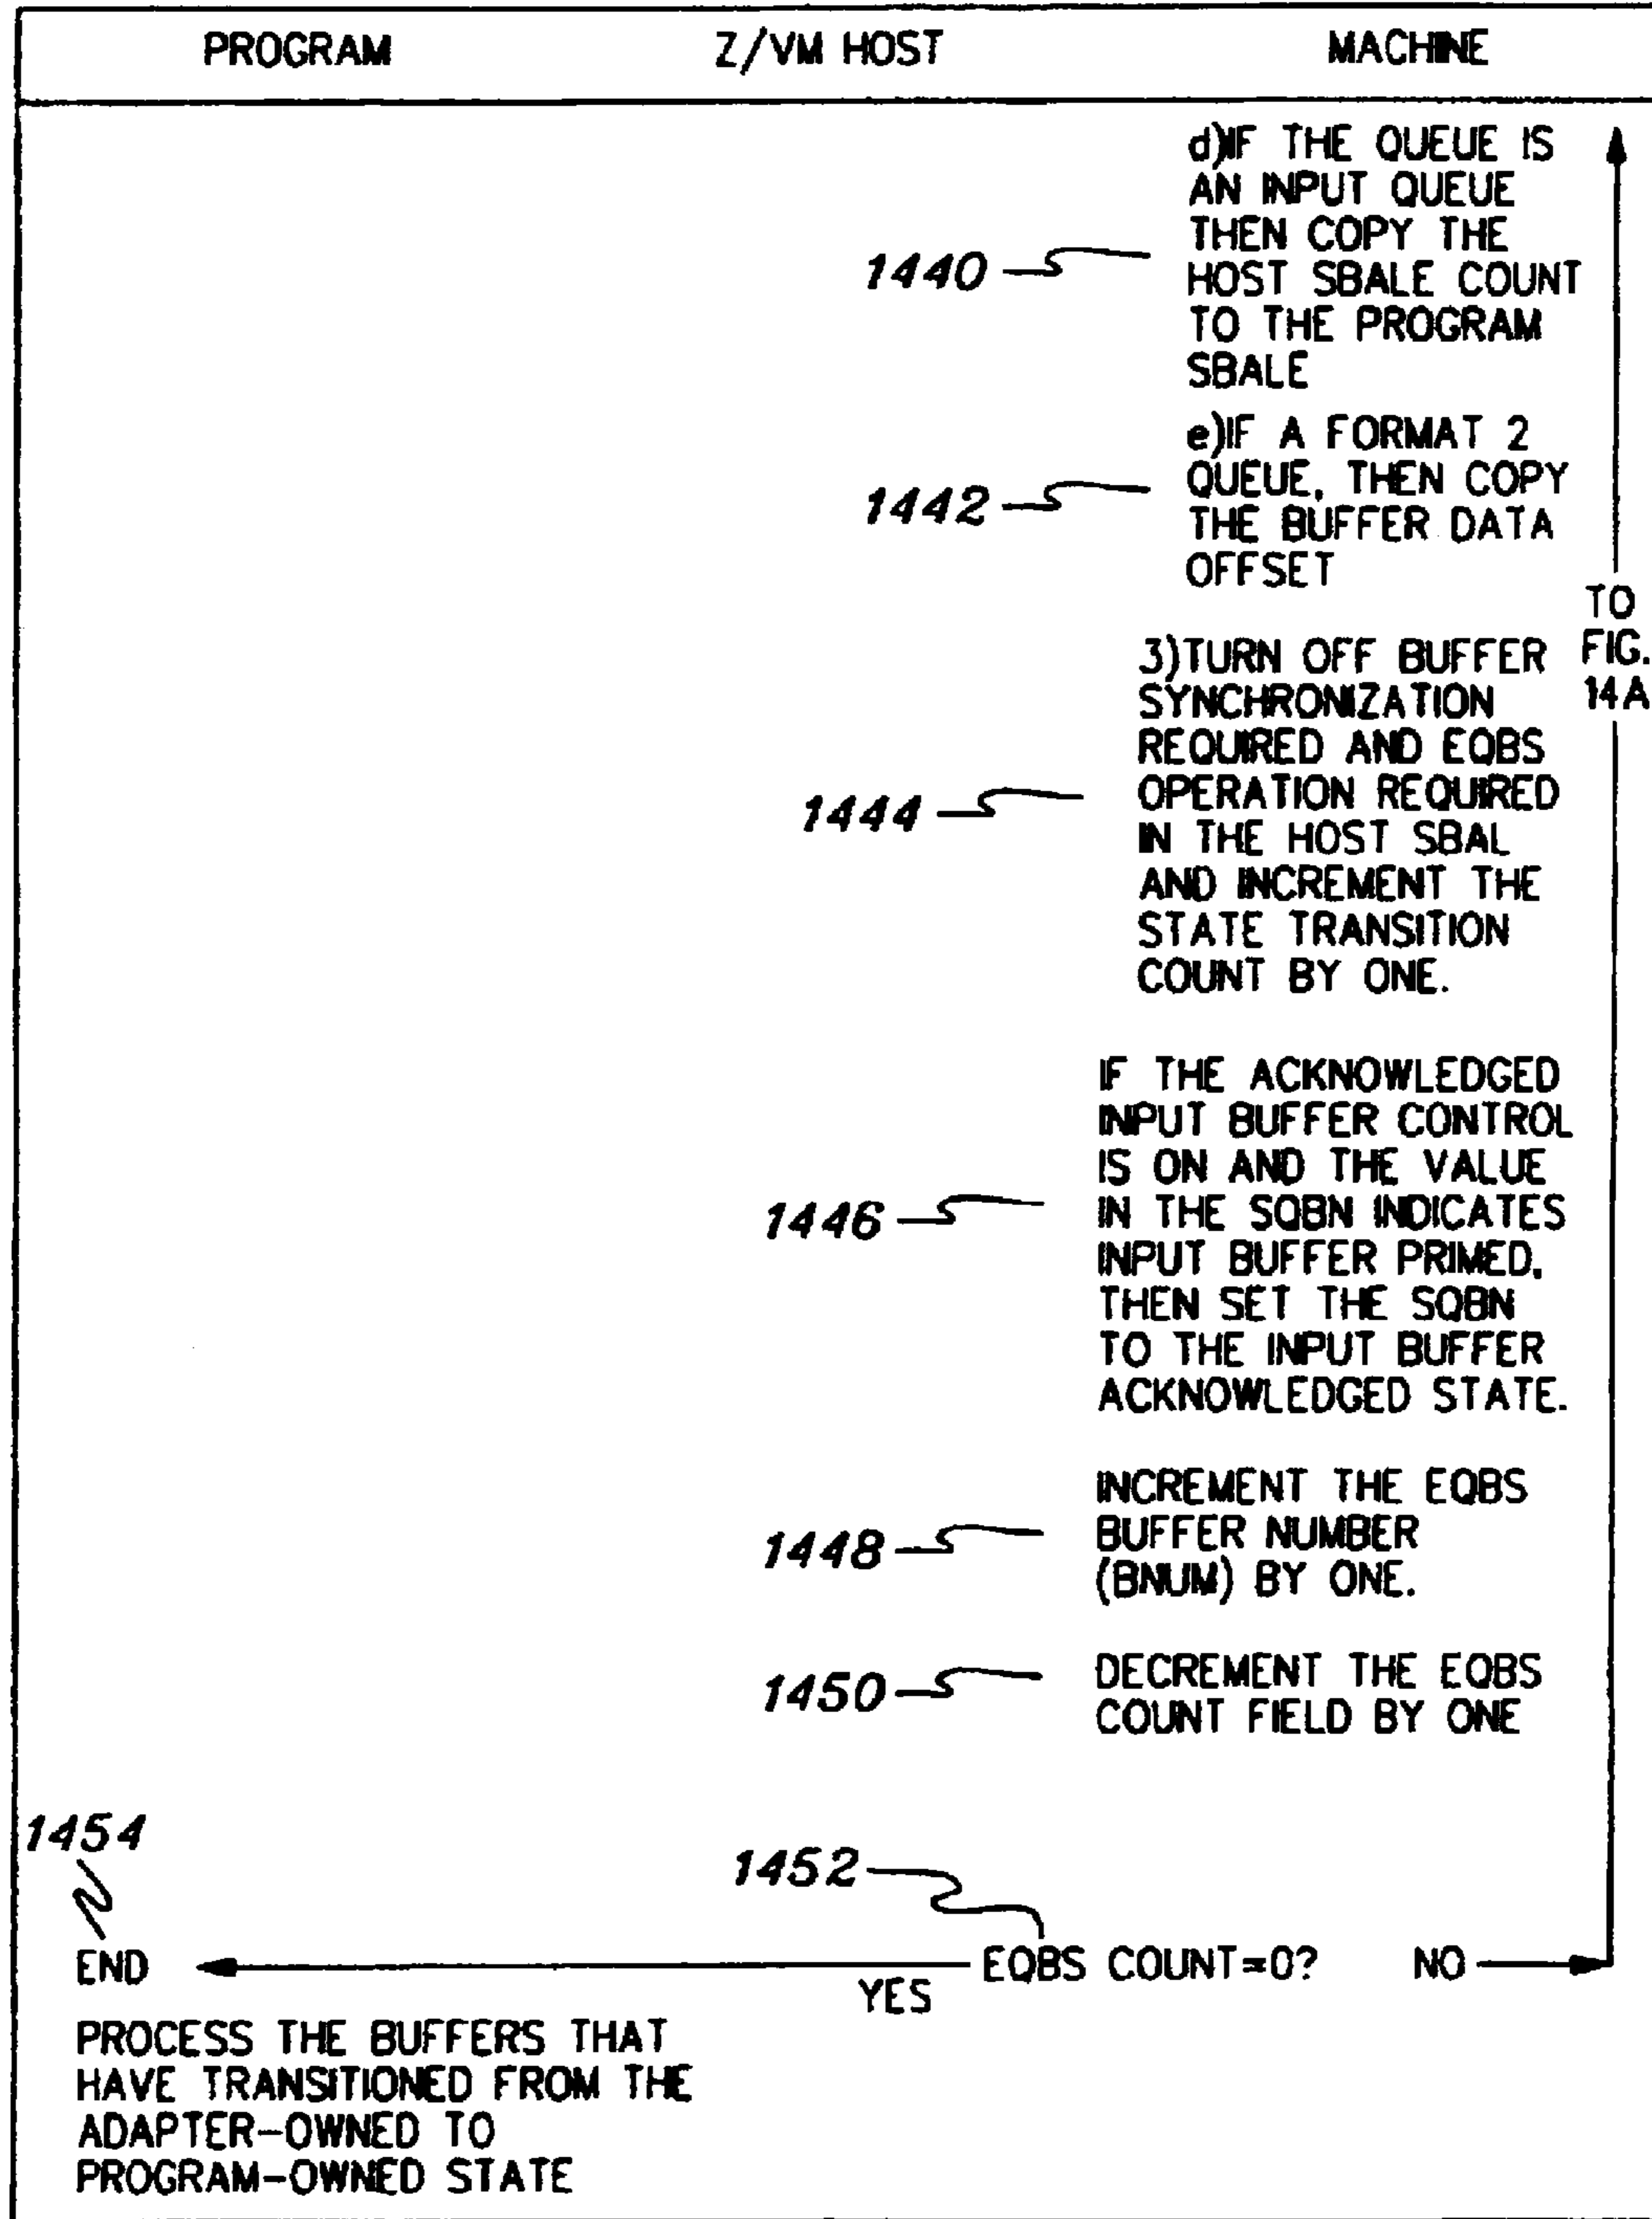 PROGRAM Z/VM HOST MACHINE
d)IF THE QUEUE IS
AN INPUT QUEUE
THEN COPY THE
1440 HOST SBALE COUNT
TO THE PROGRAM
SBALE
e)IF A FORMAT 2
QUEUE, THEN COPY
1442 THE BUFFER DATA
OFFSET
TO
FIG.
14A
3)TURN OFF BUFFER
SYNCHRONIZATION
REQUIRED AND EQBS
1444 OPERATION REQUIRED
IN THE HOST SBAL
AND INCREMENT THE
STATE TRANSITION
COUNT BY ONE.
IF THE ACKNOWLEDGED
INPUT BUFFER CONTROL
IS ON AND THE VALUE
1446 IN THE SQBN INDICATES
INPUT BUFFER PRIMED,
THEN SET THE SQBN
TO THE INPUT BUFFER
ACKNOWLEDGED STATE.
INCREMENT THE EQBS
1448 BUFFER NUMBER
(BNUM) BY ONE.
1450 DECREMENT THE EQBS
COUNT FIELD BY ONE
1454
1452
END YES EQBS COUNT=0? NO
PROCESS THE BUFFERS THAT
HAVE TRANSITIONED FROM THE
ADAPTER-OWNED TO
PROGRAM-OWNED STATE